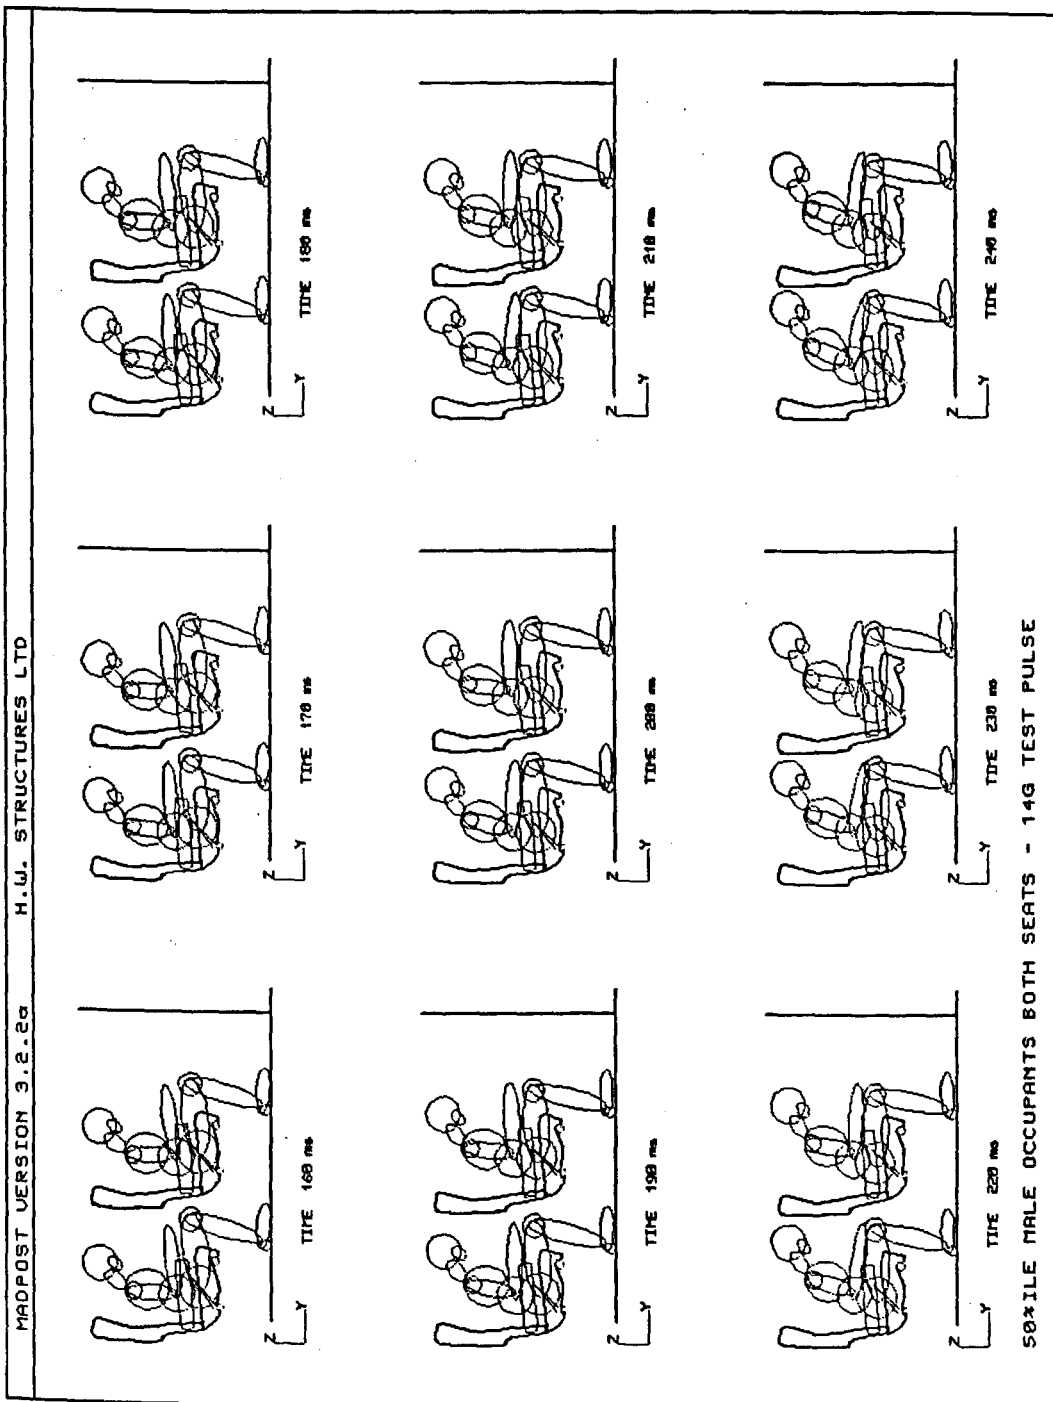 MADPOST VERSION 3.2.2a H.W. STRUCTURES LTD
Z
Y
TIME 160 ms
Z
Y
TIME 170 ms
Z
Y
TIME 180 ms
Z
Y
TIME 190 ms
Z
Y
TIME 200 ms
Z
Y
TIME 210 ms
Z
Y
TIME 220 ms
Z
Y
TIME 230 ms
Z
Y
TIME 240 ms
50%ILE MALE OCCUPANTS BOTH SEATS - 14G TEST PULSE